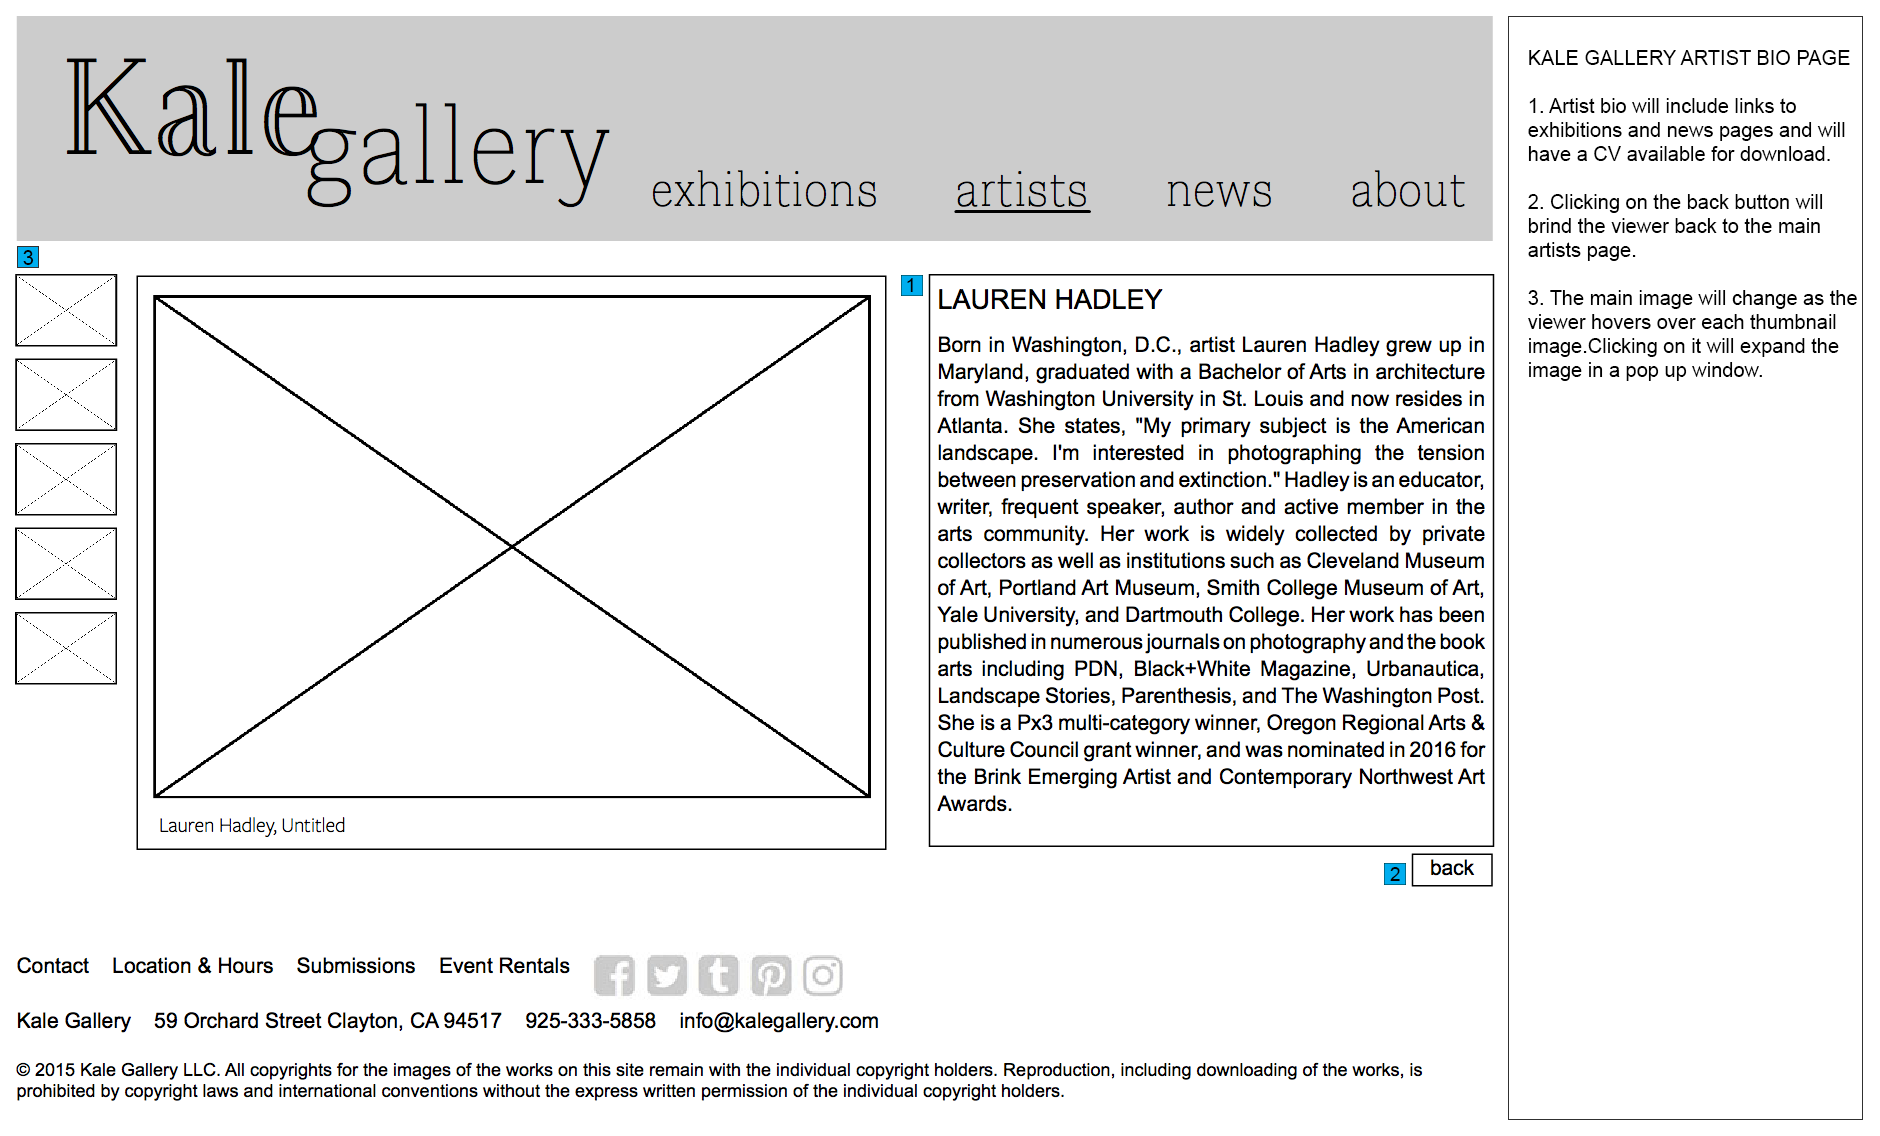 Kale gallery
exhibitions artists news about
3
1
LAUREN HADLEY
Born in Washington, D.C., artist Lauren Hadley grew up in
Maryland, graduated with a Bachelor of Arts in architecture
from Washington University in St. Louis and now resides in
Atlanta. She states, "My primary subject is the American
landscape. I'm interested in photographing the tension
between preservation and extinction." Hadley is an educator,
writer, frequent speaker, author and active member in the
arts community. Her work is widely collected by private
collectors as well as institutions such as Cleveland Museum
of Art, Portland Art Museum, Smith College Museum of Art,
Yale University, and Dartmouth College. Her work has been
published in numerous journals on photography and the book
arts including PDN, Black+White Magazine, Urbanautica,
Landscape Stories, Parenthesis, and The Washington Post.
She is a Px3 multi-category winner, Oregon Regional Arts &
Culture Council grant winner, and was nominated in 2016 for
the Brink Emerging Artist and Contemporary Northwest Art
Awards.
Lauren Hadley, Untitled
2
back
Contact Location & Hours Submissions Event Rentals
Kale Gallery 59 Orchard Street Clayton, CA 94517 925-333-5858 info@kalegallery.com
© 2015 Kale Gallery LLC. All copyrights for the images of the works on this site remain with the individual copyright holders. Reproduction, including downloading of the works, is
prohibited by copyright laws and international conventions without the express written permission of the individual copyright holders.
KALE GALLERY ARTIST BIO PAGE
1. Artist bio will include links to
exhibitions and news pages and will
have a CV available for download.
2. Clicking on the back button will
brind the viewer back to the main
artists page.
3. The main image will change as the
viewer hovers over each thumbnail
image.Clicking on it will expand the
image in a pop up window.